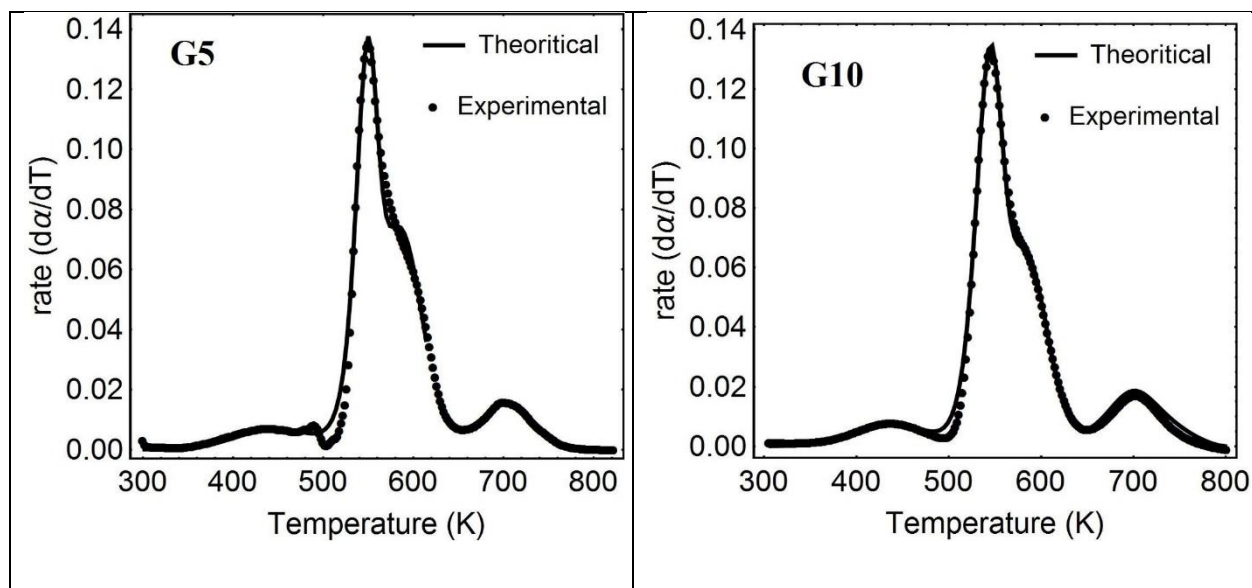 G5
Theoritical
Experimental
rate (dα/dT)
0.14
0.12
0.10
0.08
0.06
0.04
0.02
0.00
300 400 500 600 700 800
Temperature (K)
G10
Theoritical
Experimental
rate (dα/dT)
0.14
0.12
0.10
0.08
0.06
0.04
0.02
0.00
300 400 500 600 700 800
Temperature (K)